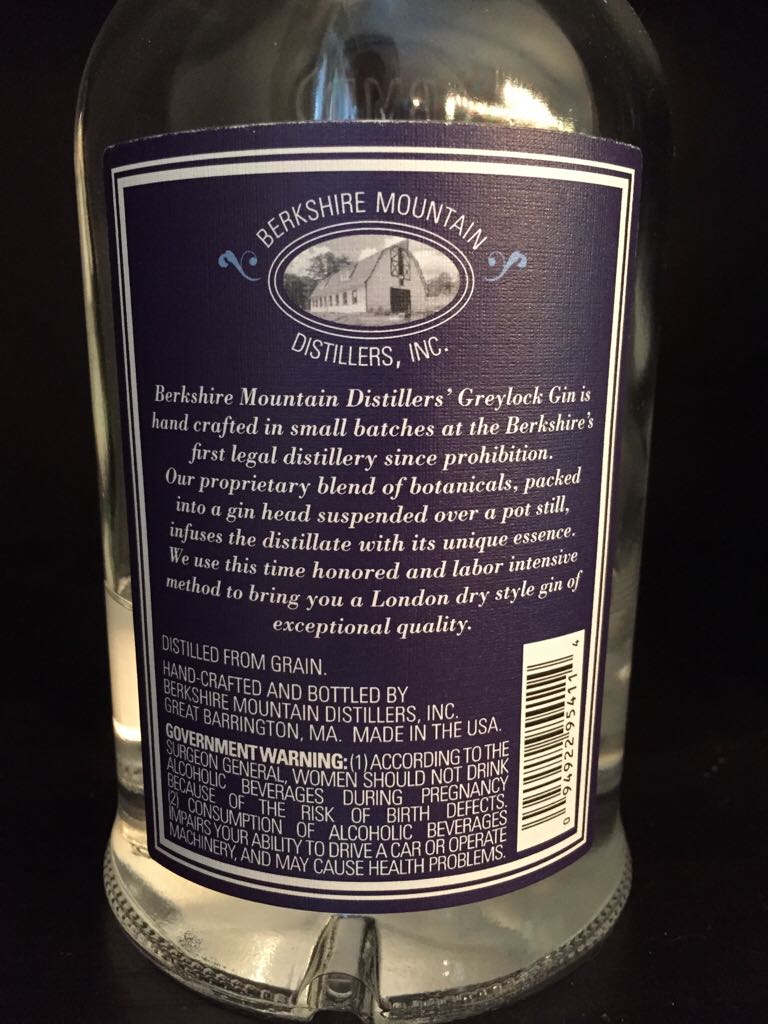 BERKSHIRE MOUNTAIN
DISTILLERS, INC.
Berkshire Mountain Distillers' Greylock Gin is
hand crafted in small batches at the Berkshire's
first legal distillery since prohibition.
Our proprietary blend of botanicals, packed
into a gin head suspended over a pot still,
infuses the distillate with its unique essence.
We use this time honored and labor intensive
method to bring you a London dry style gin of
exceptional quality.
DISTILLED FROM GRAIN.
HAND-CRAFTED AND BOTTLED BY
BERKSHIRE MOUNTAIN DISTILLERS, INC.
GREAT BARRINGTON, MA. MADE IN THE USA.
GOVERNMENT WARNING: (1) ACCORDING TO THE
SURGEON GENERAL, WOMEN SHOULD NOT DRINK
ALCOHOLIC BEVERAGES DURING PREGNANCY
BECAUSE OF THE RISK OF BIRTH DEFECTS.
(2) CONSUMPTION OF ALCOHOLIC BEVERAGES
IMPAIRS YOUR ABILITY TO DRIVE A CAR OR OPERATE
MACHINERY, AND MAY CAUSE HEALTH PROBLEMS.
0 94922 95411 4